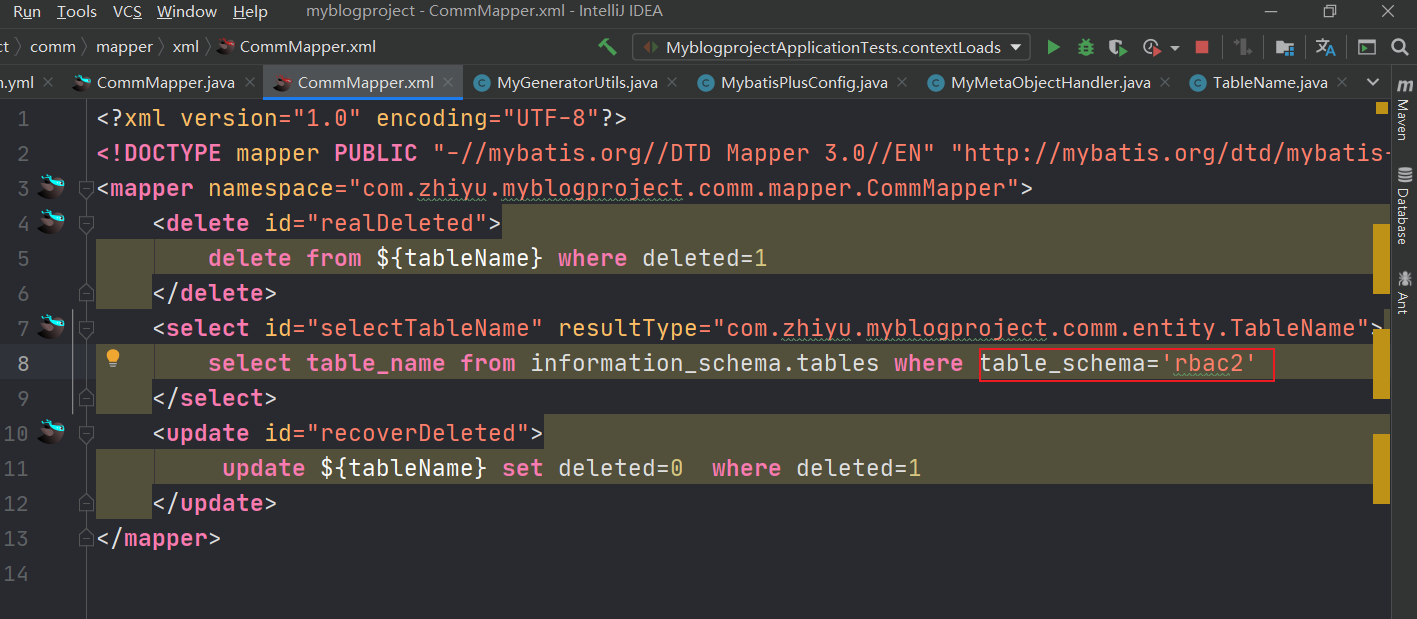 Run Tools VCS Window Help myblogproject - CommMapper.xml - IntelliJ IDEA
ct comm mapper xml CommMapper.xml MyblogprojectApplicationTests.contextLoads
n.yml CommMapper.java CommMapper.xml MyGeneratorUtils.java MybatisPlusConfig.java MyMetaObjectHandler.java TableName.java
1 <?xml version="1.0" encoding="UTF-8"?>
2 <!DOCTYPE mapper PUBLIC "-//mybatis.org//DTD Mapper 3.0//EN" "http://mybatis.org/dtd/mybatis-
3 <mapper namespace="com.zhiyu.myblogproject.comm.mapper.CommMapper">
4 <delete id="realDeleted">
5 delete from ${tableName} where deleted=1
6 </delete>
7 <select id="selectTableName" resultType="com.zhiyu.myblogproject.comm.entity.TableName">
8 select table_name from information_schema.tables where table_schema='rbac2'
9 </select>
10 <update id="recoverDeleted">
11 update ${tableName} set deleted=0 where deleted=1
12 </update>
13 </mapper>
14
m Maven
Database
Ant